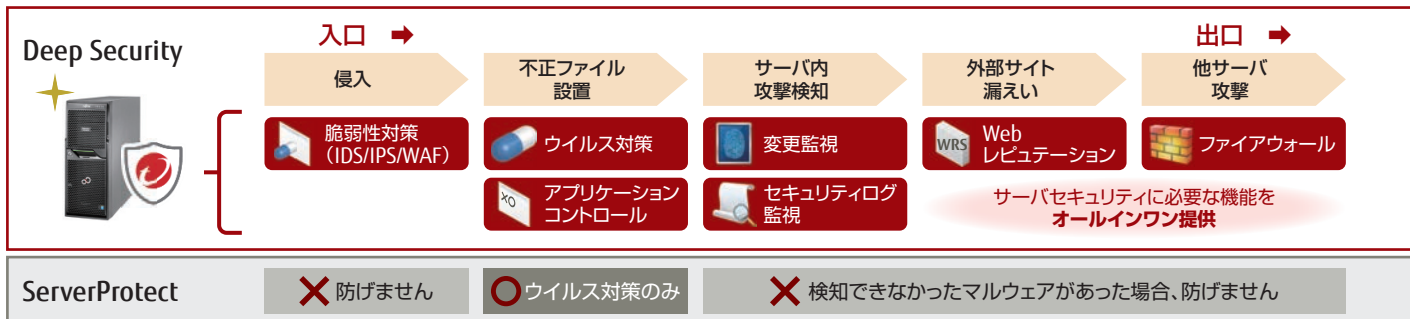 Deep Security
入口 ➡
出口 ➡
侵入
不正ファイル
設置
サーバ内
攻撃検知
外部サイト
漏えい
他サーバ
攻撃
脆弱性対策
(IDS/IPS/WAF)
ウイルス対策
変更監視
WRS
Web
レピュテーション
ファイアウォール
XO
アプリケーション
コントロール
セキュリティログ
監視
サーバセキュリティに必要な機能を
オールインワン提供
ServerProtect
防げません
ウイルス対策のみ
検知できなかったマルウェアがあった場合、防げません